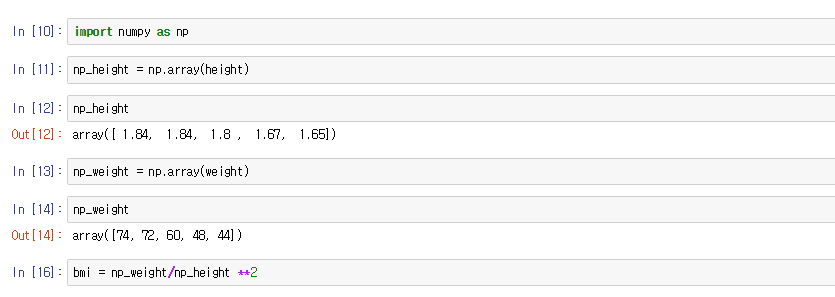 In [10]: import numpy as np
In [11]: np_height = np.array(height)
In [12]: np_height
Out[12]: array([ 1.84,  1.84,  1.8 ,  1.67,  1.65])
In [13]: np_weight = np.array(weight)
In [14]: np_weight
Out[14]: array([74, 72, 60, 48, 44])
In [16]: bmi = np_weight/np_height **2